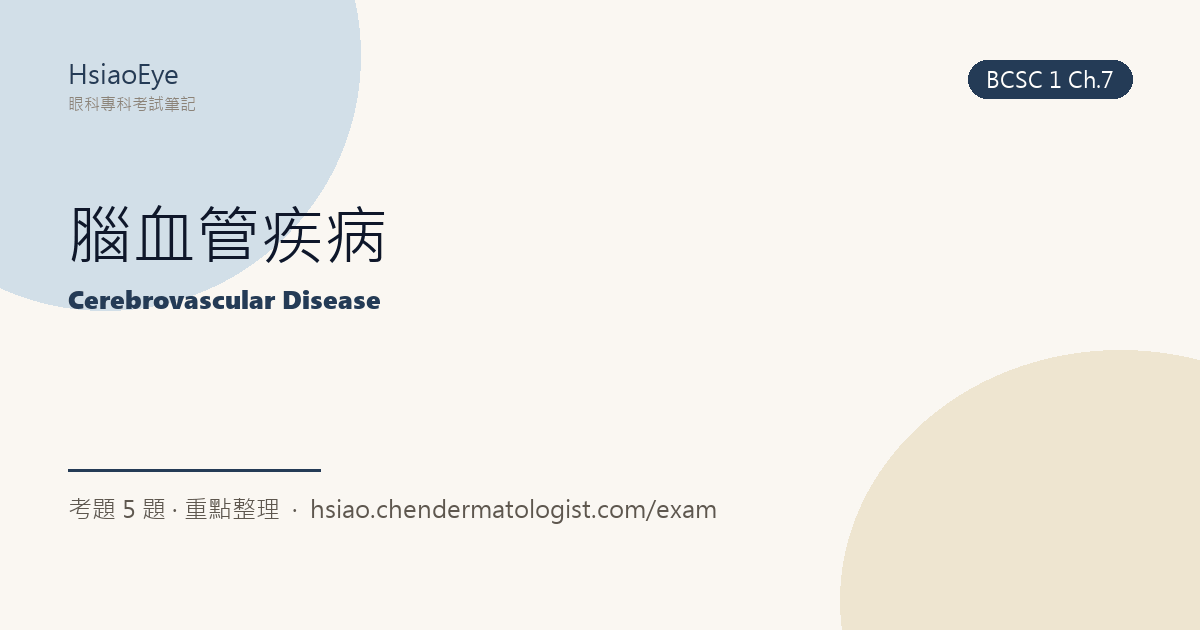 HsiaoEye
眼科專科考試筆記
BCSC 1 Ch.7
腦血管疾病
Cerebrovascular Disease
考題 5 題 · 重點整理 · hsiao.chendermatologist.com/exam